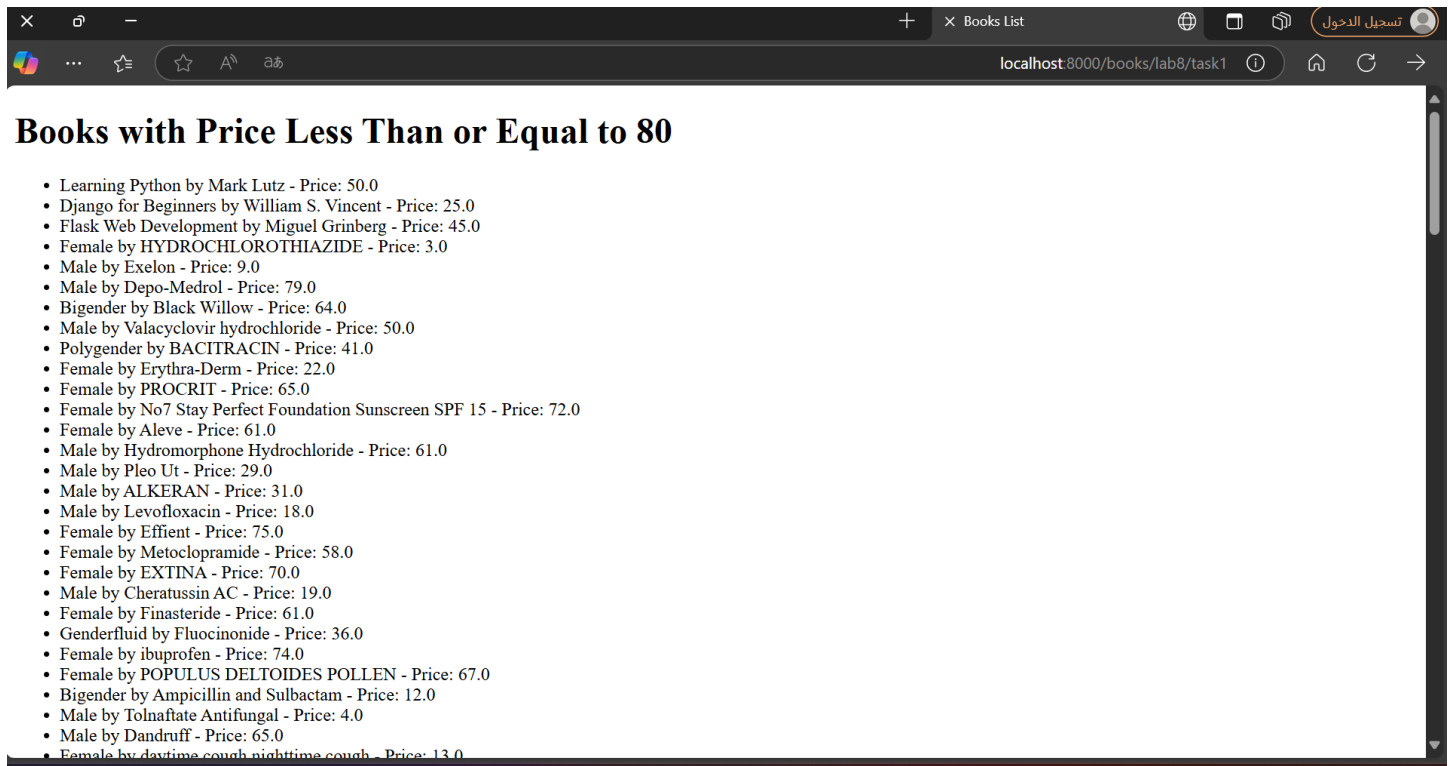 Books List
تسجيل الدخول
localhost:8000/books/lab8/task1
Books with Price Less Than or Equal to 80
• Learning Python by Mark Lutz - Price: 50.0
• Django for Beginners by William S. Vincent - Price: 25.0
• Flask Web Development by Miguel Grinberg - Price: 45.0
• Female by HYDROCHLOROTHIAZIDE - Price: 3.0
• Male by Exelon - Price: 9.0
• Male by Depo-Medrol - Price: 79.0
• Bigender by Black Willow - Price: 64.0
• Male by Valacyclovir hydrochloride - Price: 50.0
• Polygender by BACITRACIN - Price: 41.0
• Female by Erythra-Derm - Price: 22.0
• Female by PROCRIT - Price: 65.0
• Female by No7 Stay Perfect Foundation Sunscreen SPF 15 - Price: 72.0
• Female by Aleve - Price: 61.0
• Male by Hydromorphone Hydrochloride - Price: 61.0
• Male by Pleo Ut - Price: 29.0
• Male by ALKERAN - Price: 31.0
• Male by Levofloxacin - Price: 18.0
• Female by Effient - Price: 75.0
• Female by Metoclopramide - Price: 58.0
• Female by EXTINA - Price: 70.0
• Male by Cheratussin AC - Price: 19.0
• Female by Finasteride - Price: 61.0
• Genderfluid by Fluocinonide - Price: 36.0
• Female by ibuprofen - Price: 74.0
• Female by POPULUS DELTOIDES POLLEN - Price: 67.0
• Bigender by Ampicillin and Sulbactam - Price: 12.0
• Male by Tolnaftate Antifungal - Price: 4.0
• Male by Dandruff - Price: 65.0
• Female by daytime cough nighttime cough - Price: 13.0